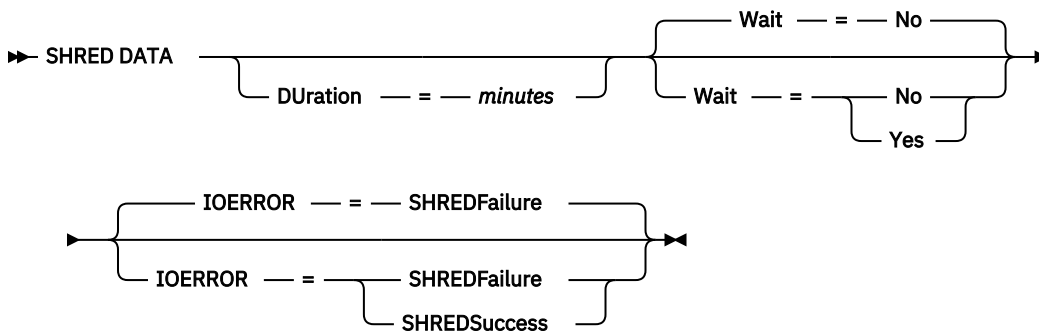 Wait = No
SHRED DATA
DUration = minutes
Wait = No
Yes
IOERROR = SHREDFailure
IOERROR = SHREDFailure
SHREDSuccess